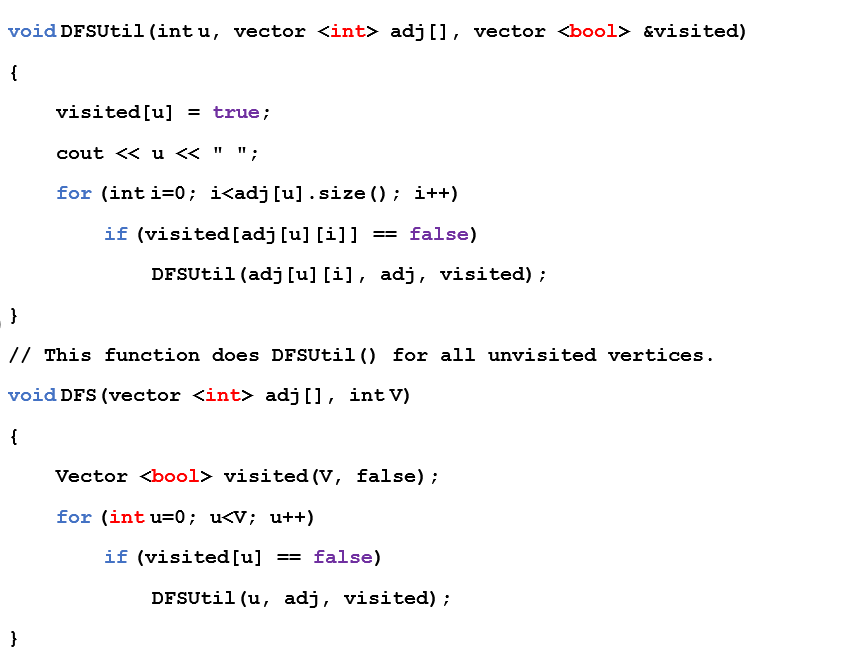 void DFSUtil(int u, vector <int> adj[], vector <bool> &visited)
{
    visited[u] = true;
    cout << u << " ";
    for (int i=0; i<adj[u].size(); i++)
        if (visited[adj[u][i]] == false)
            DFSUtil(adj[u][i], adj, visited);
}
// This function does DFSUtil() for all unvisited vertices.
void DFS(vector <int> adj[], int V)
{
    Vector <bool> visited(V, false);
    for (int u=0; u<V; u++)
        if (visited[u] == false)
            DFSUtil(u, adj, visited);
}